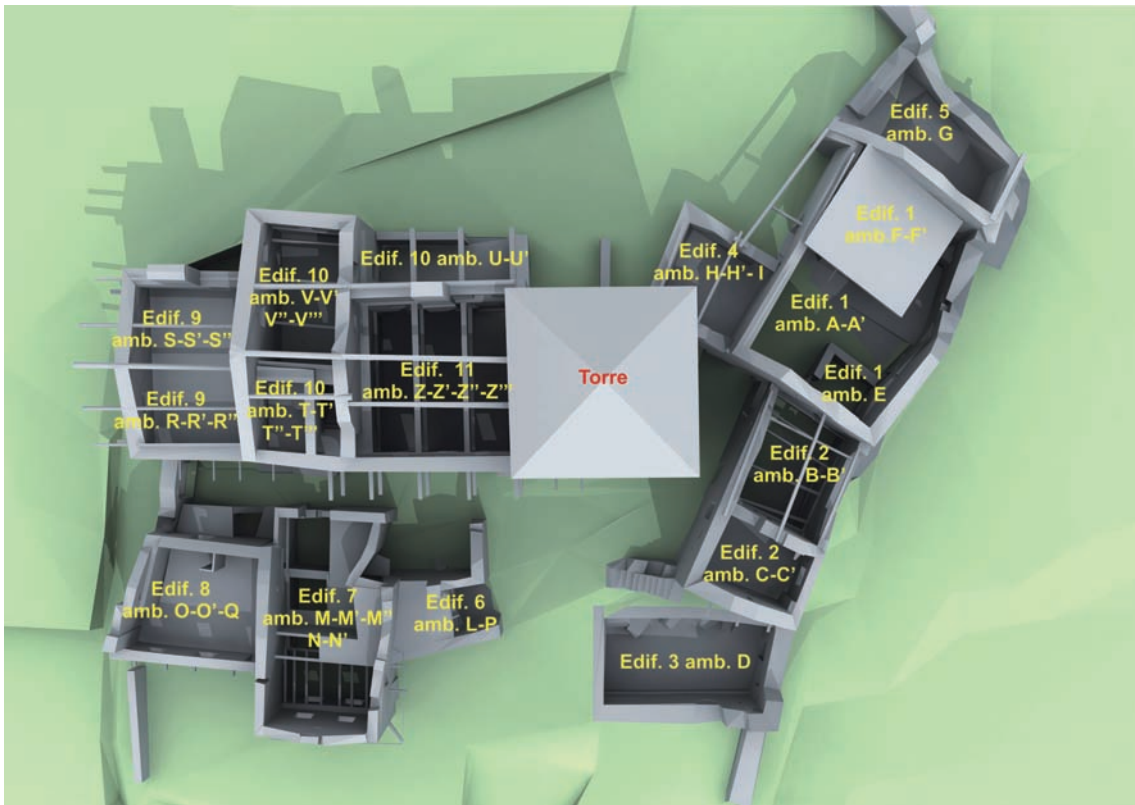 Edif. 5
amb. G
Edif. 1
amb.F-F'
Edif. 4
amb. H-H'- I
Edif. 10 amb. U-U'
Edif. 10
amb. V-V'
V''-V'''
Edif. 1
amb. A-A'
Edif. 9
amb. S-S'-S''
Edif. 11
amb. Z-Z'-Z''-Z'''
Torre
Edif. 1
amb. E
Edif. 9
amb. R-R'-R''
Edif. 10
amb. T-T'
T''-T'''
Edif. 2
amb. B-B'
Edif. 2
amb. C-C'
Edif. 8
amb. O-O'-Q
Edif. 7
amb. M-M'-M''
N-N'
Edif. 6
amb. L-P
Edif. 3 amb. D